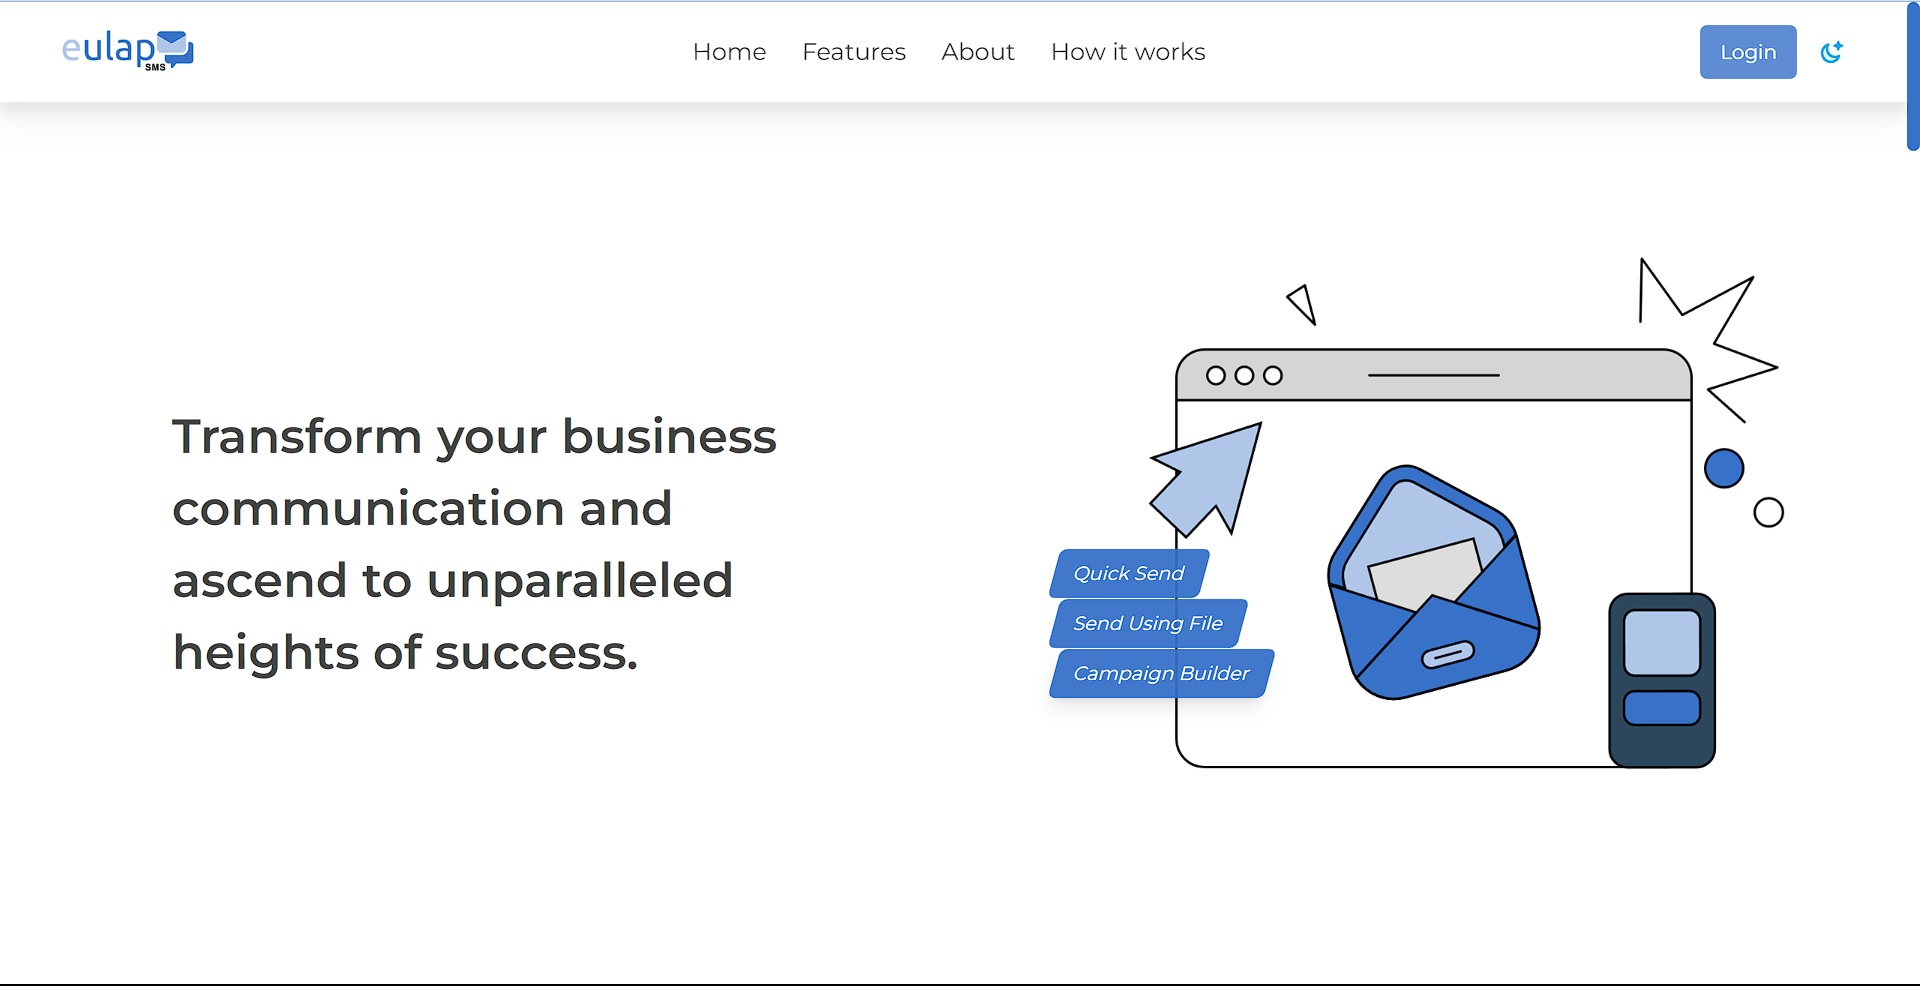 eulap
SMS
Home
Features
About
How it works
Login
Transform your business
communication and
ascend to unparalleled
heights of success.
Quick Send
Send Using File
Campaign Builder